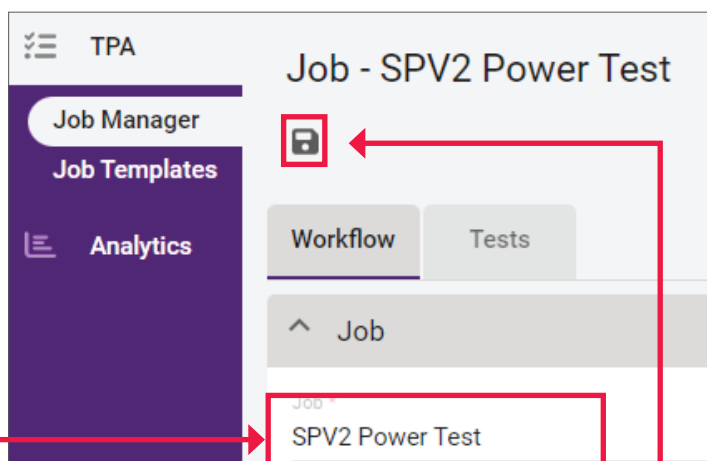 TPA
Job Manager
Job Templates
Analytics
Job - SPV2 Power Test
Workflow Tests
Job
Job *
SPV2 Power Test